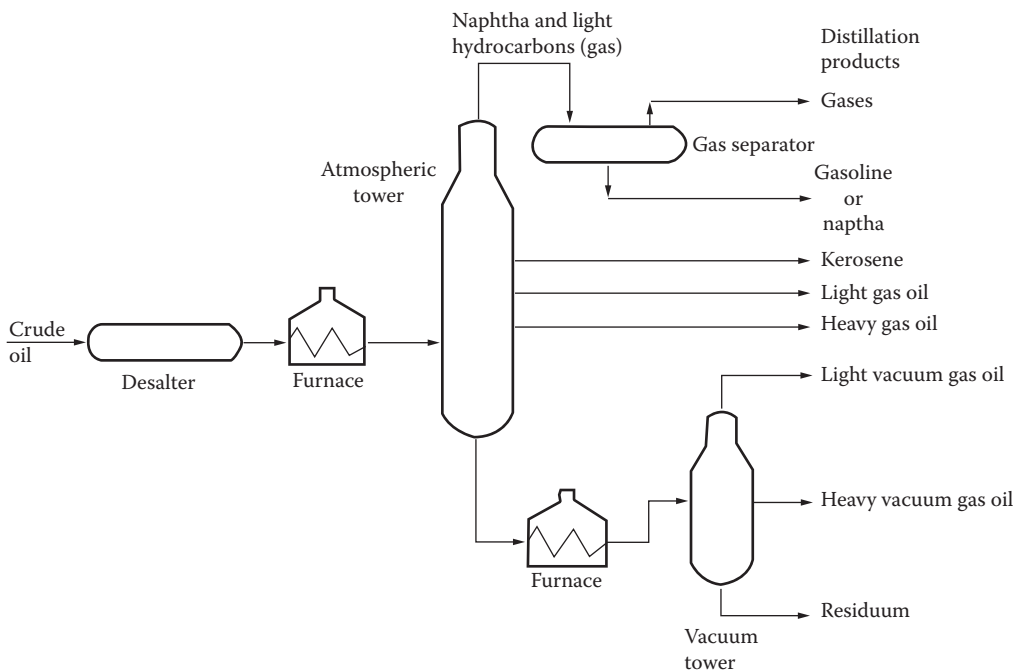 Naphtha and light
hydrocarbons (gas)
Distillation
products
Gases
Gas separator
Atmospheric
tower
Gasoline
or
naptha
Kerosene
Light gas oil
Heavy gas oil
Crude
oil
Desalter
Furnace
Light vacuum gas oil
Heavy vacuum gas oil
Furnace
Residuum
Vacuum
tower